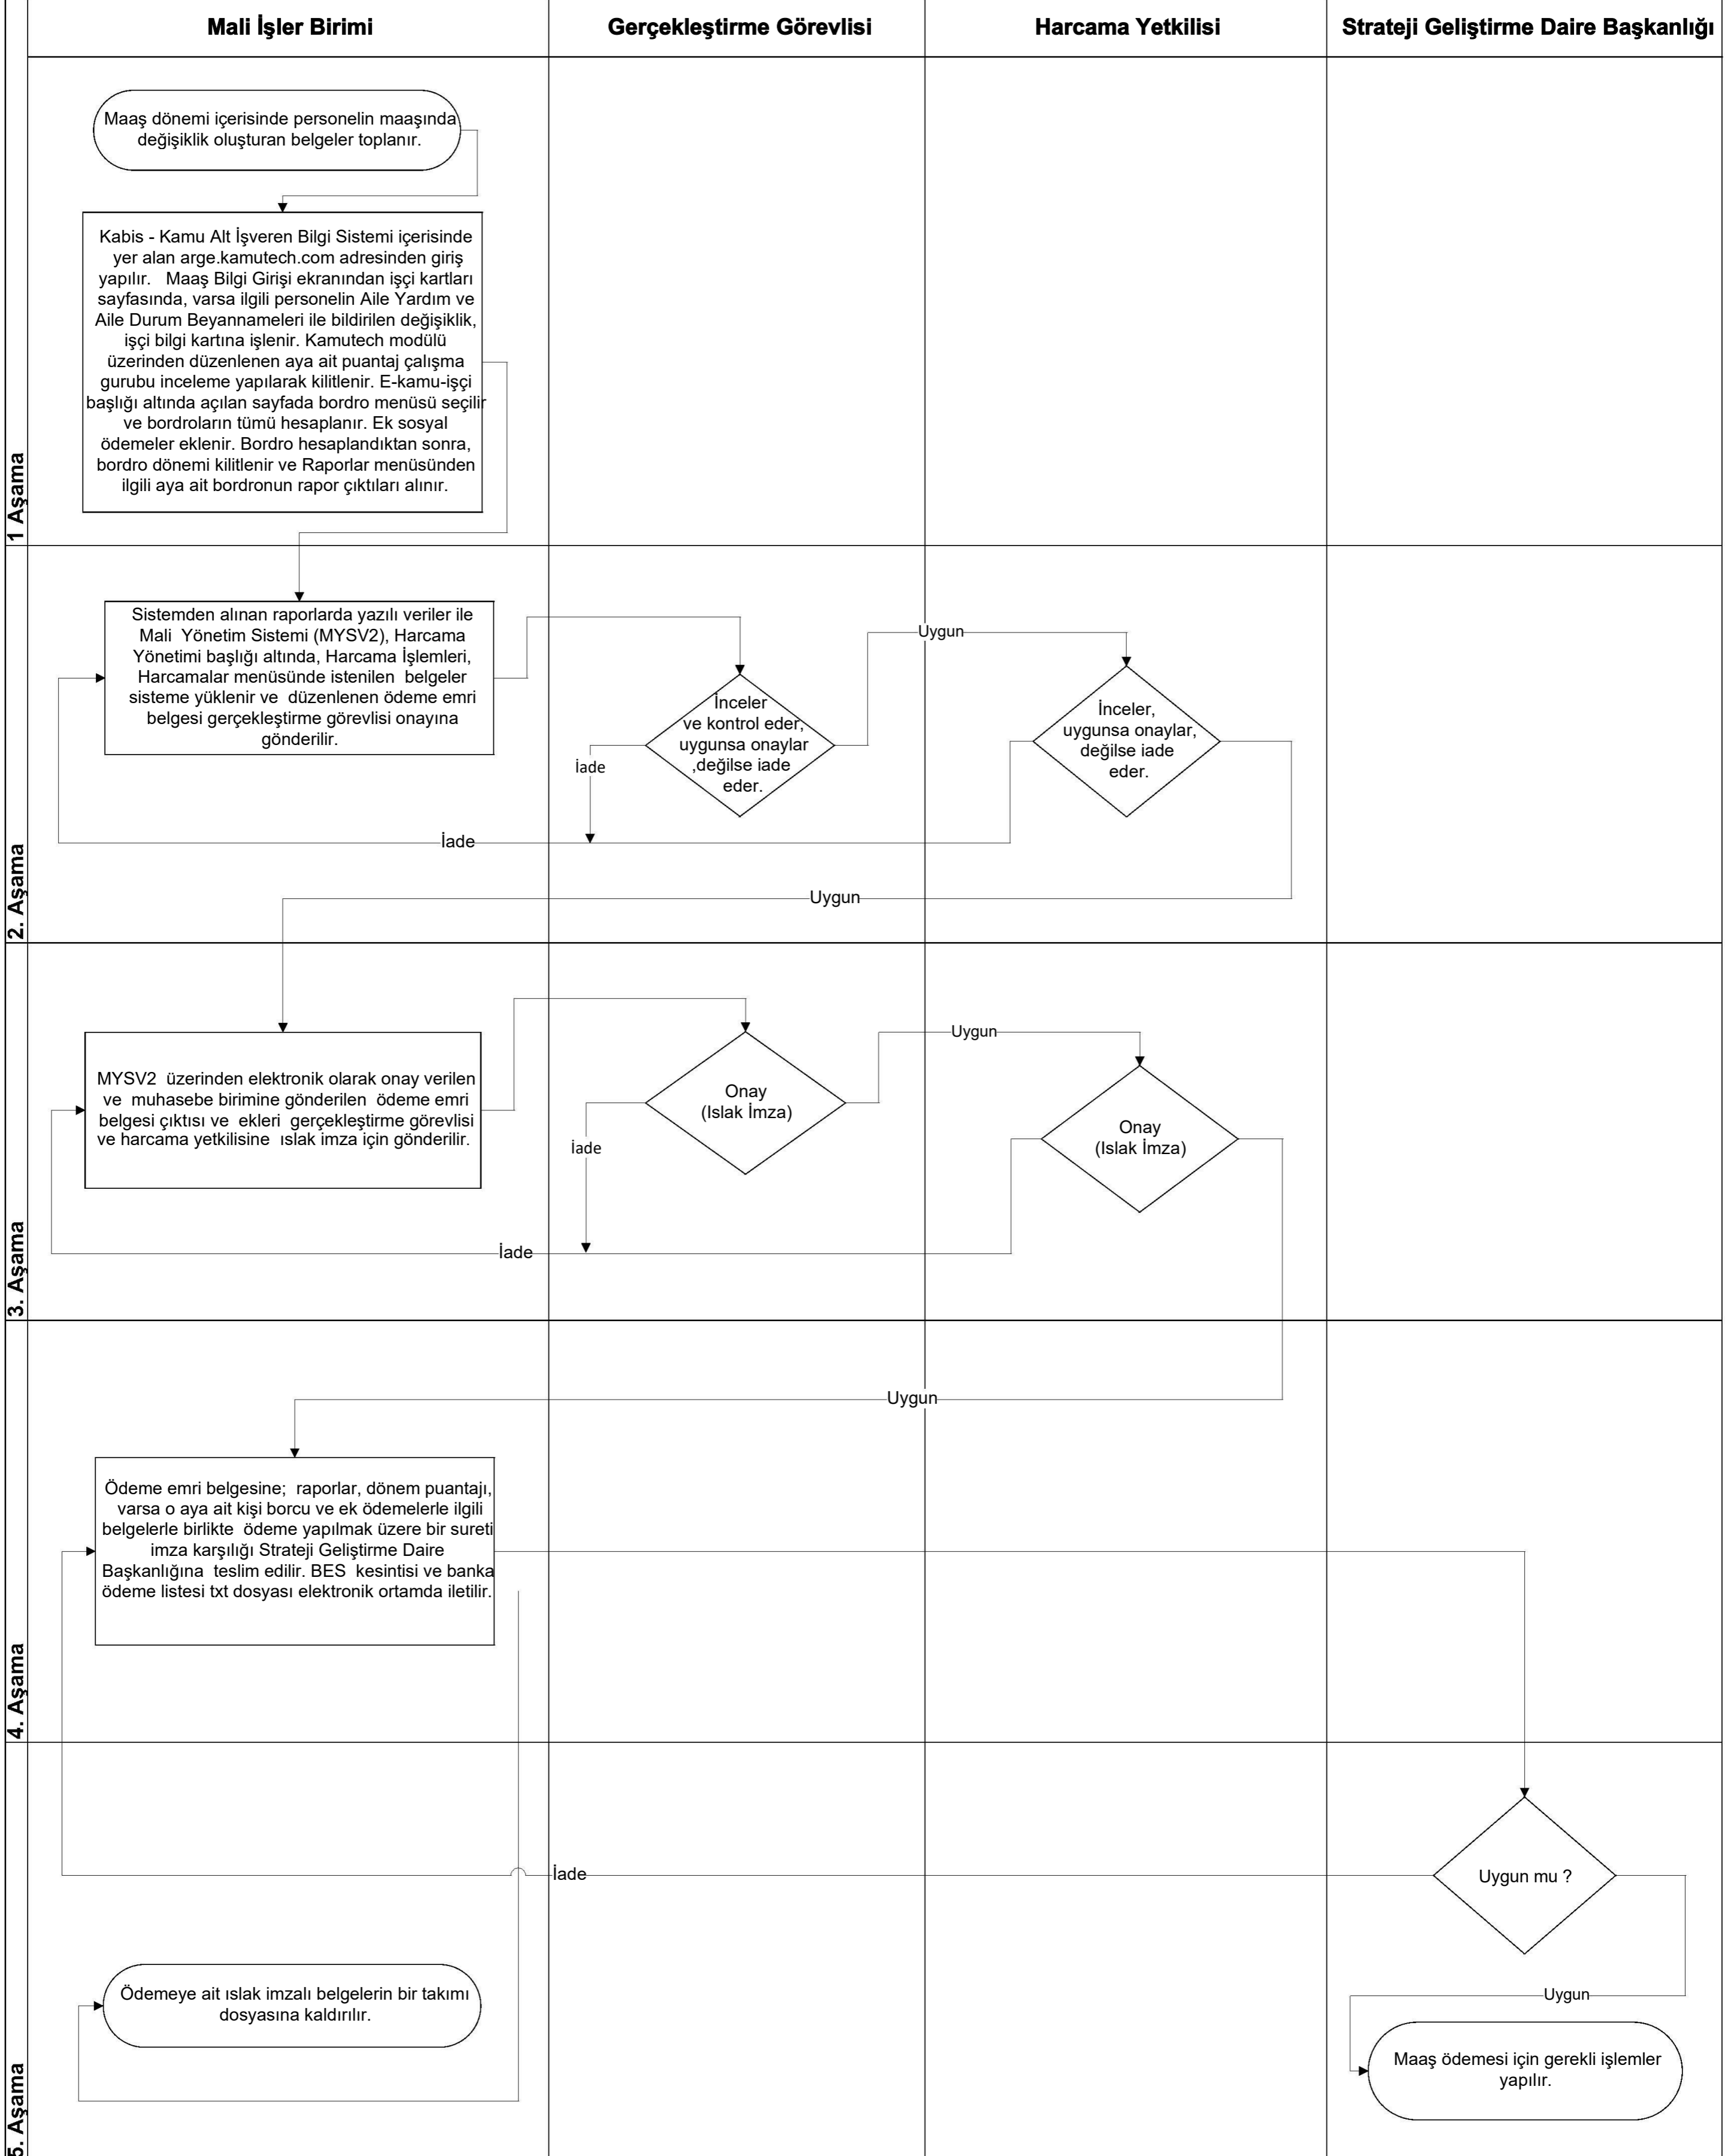 Mali İşler Birimi
Gerçekleştirme Görevlisi
Harcama Yetkilisi
Strateji Geliştirme Daire Başkanlığı
1 Aşama
Maaş dönemi içerisinde personelin maaşında
değişiklik oluşturan belgeler toplanır.
Kabis - Kamu Alt İşveren Bilgi Sistemi içerisinde
yer alan arge.kamutech.com adresinden giriş
yapılır.   Maaş Bilgi Girişi ekranından işçi kartları
sayfasında, varsa ilgili personelin Aile Yardım ve
Aile Durum Beyannameleri ile bildirilen değişiklik,
işçi bilgi kartına işlenir. Kamutech modülü
üzerinden düzenlenen aya ait puantaj çalışma
gurubu inceleme yapılarak kilitlenir. E-kamu-işçi
başlığı altında açılan sayfada bordro menüsü seçilir
ve bordroların tümü hesaplanır. Ek sosyal
ödemeler eklenir. Bordro hesaplandıktan sonra,
bordro dönemi kilitlenir ve Raporlar menüsünden
ilgili aya ait bordronun rapor çıktıları alınır.
2. Aşama
Sistemden alınan raporlarda yazılı veriler ile
Mali  Yönetim Sistemi (MYSV2), Harcama
Yönetimi başlığı altında, Harcama İşlemleri,
Harcamalar menüsünde istenilen  belgeler
sisteme yüklenir ve  düzenlenen ödeme emri
belgesi gerçekleştirme görevlisi onayına
gönderilir.
İnceler
ve kontrol eder,
uygunsa onaylar
,değilse iade
eder.
Uygun
İnceler,
uygunsa onaylar,
değilse iade
eder.
İade
İade
Uygun
3. Aşama
MYSV2  üzerinden elektronik olarak onay verilen
ve  muhasebe birimine gönderilen  ödeme emri
belgesi çıktısı ve  ekleri  gerçekleştirme görevlisi
ve harcama yetkilisine  ıslak imza için gönderilir.
Onay
(Islak İmza)
Uygun
Onay
(Islak İmza)
İade
İade
Uygun
4. Aşama
Ödeme emri belgesine;  raporlar, dönem puantajı,
varsa o aya ait kişi borcu ve ek ödemelerle ilgili
belgelerle birlikte  ödeme yapılmak üzere bir sureti
imza karşılığı Strateji Geliştirme Daire
Başkanlığına  teslim edilir. BES  kesintisi ve banka
ödeme listesi txt dosyası elektronik ortamda iletilir.
5. Aşama
Uygun mu ?
İade
Uygun
Ödemeye ait ıslak imzalı belgelerin bir takımı
dosyasına kaldırılır.
Maaş ödemesi için gerekli işlemler
yapılır.